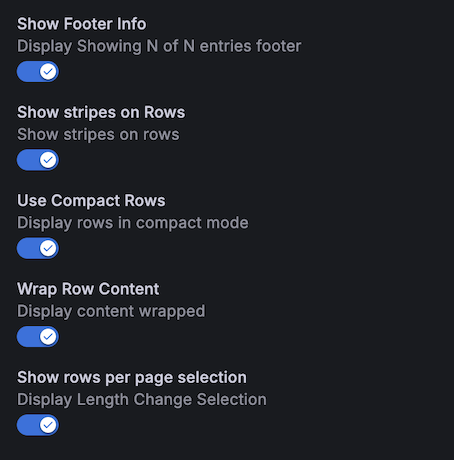 Show Footer Info
Display Showing N of N entries footer
Show stripes on Rows
Show stripes on rows
Use Compact Rows
Display rows in compact mode
Wrap Row Content
Display content wrapped
Show rows per page selection
Display Length Change Selection